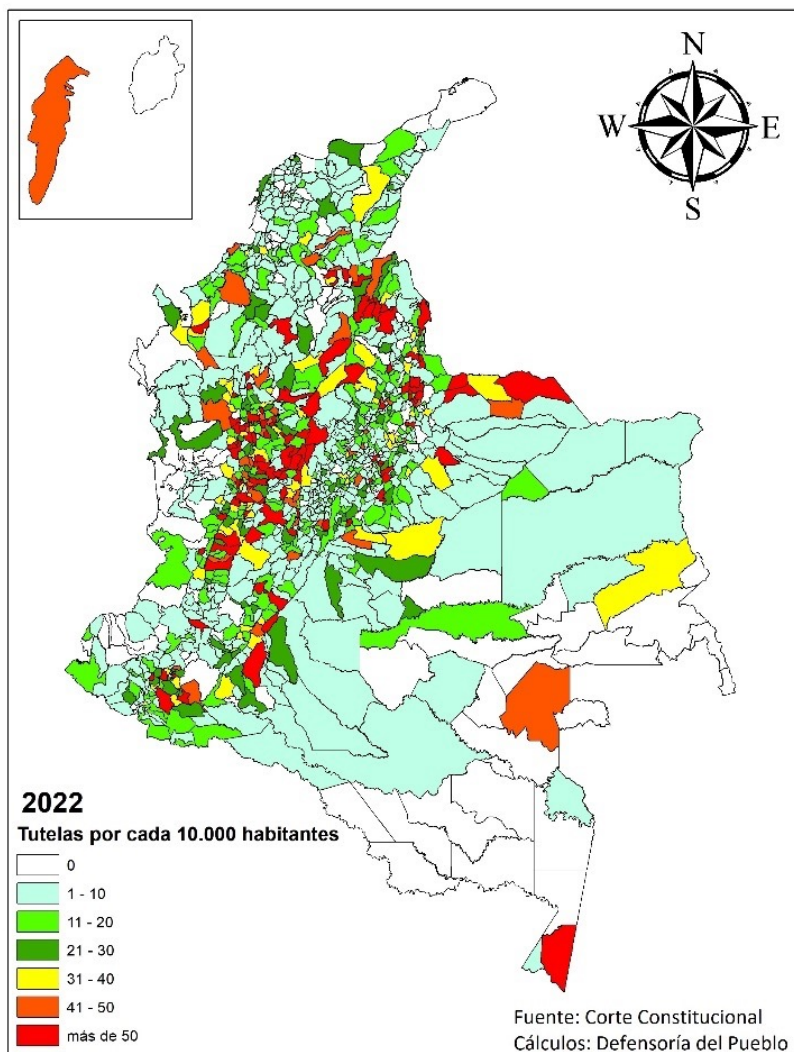 N
W
E
S
2022
Tutelas por cada 10.000 habitantes
0
1 - 10
11 - 20
21 - 30
31 - 40
41 - 50
más de 50
Fuente: Corte Constitucional
Cálculos: Defensoría del Pueblo